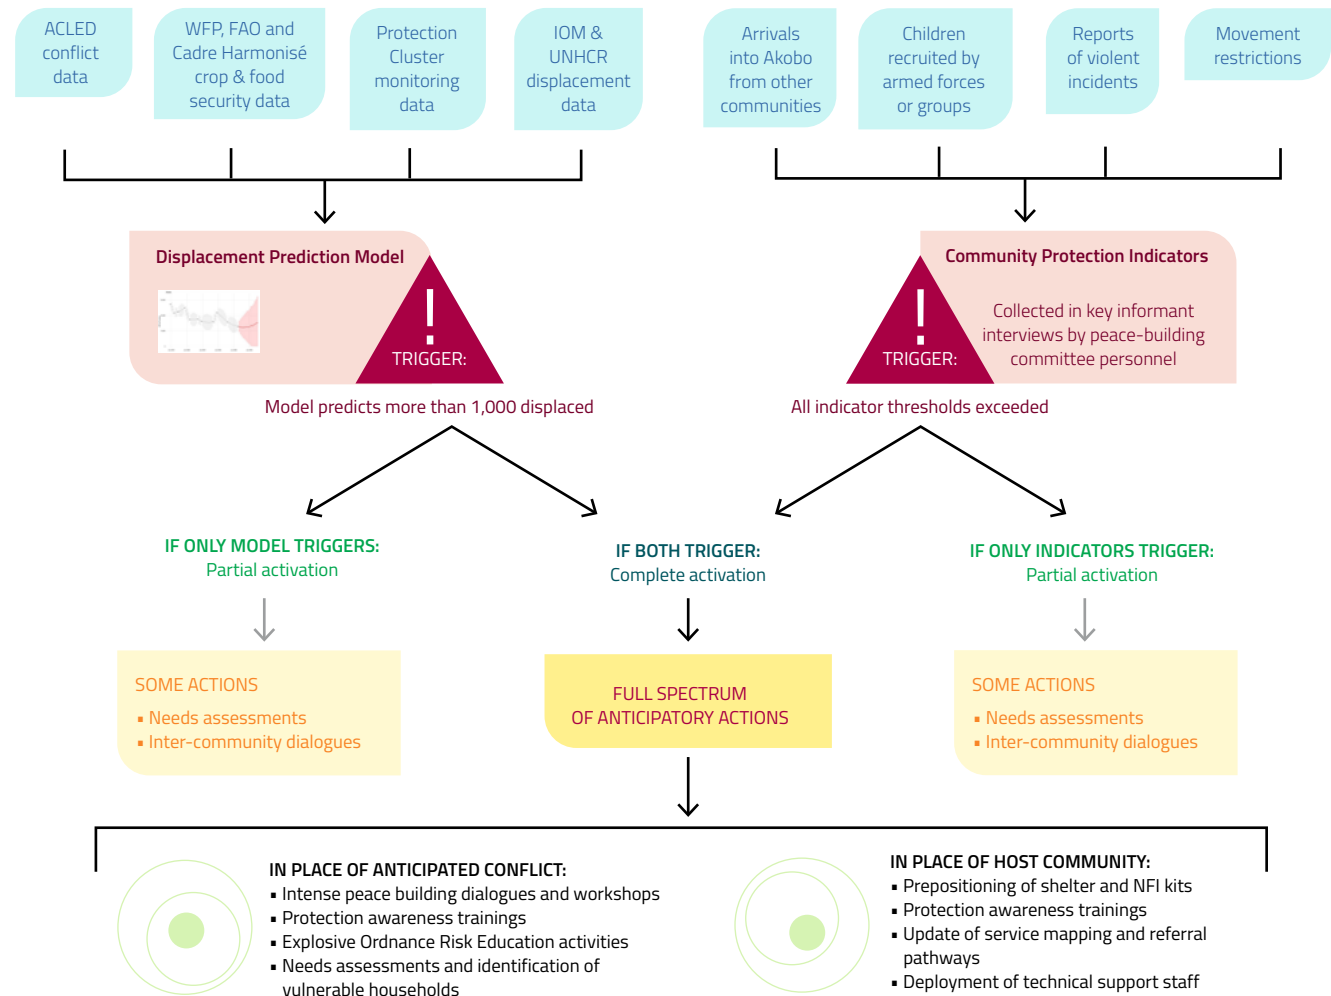 ACLED
conflict
data
WFP, FAO and
Cadre Harmonisé
crop & food
security data
Protection
Cluster
monitoring
data
IOM &
UNHCR
displacement
data
Arrivals
into Akobo
from other
communities
Children
recruited by
armed forces
or groups
Reports
of violent
incidents
Movement
restrictions
Displacement Prediction Model
!
TRIGGER:
Model predicts more than 1,000 displaced
Community Protection Indicators
Collected in key informant
interviews by peace-building
committee personnel
!
TRIGGER:
All indicator thresholds exceeded
IF ONLY MODEL TRIGGERS:
Partial activation
IF BOTH TRIGGER:
Complete activation
IF ONLY INDICATORS TRIGGER:
Partial activation
SOME ACTIONS
▪ Needs assessments
▪ Inter-community dialogues
FULL SPECTRUM
OF ANTICIPATORY ACTIONS
SOME ACTIONS
▪ Needs assessments
▪ Inter-community dialogues
IN PLACE OF ANTICIPATED CONFLICT:
▪ Intense peace building dialogues and workshops
▪ Protection awareness trainings
▪ Explosive Ordnance Risk Education activities
▪ Needs assessments and identification of
vulnerable households
IN PLACE OF HOST COMMUNITY:
▪ Prepositioning of shelter and NFI kits
▪ Protection awareness trainings
▪ Update of service mapping and referral
pathways
▪ Deployment of technical support staff